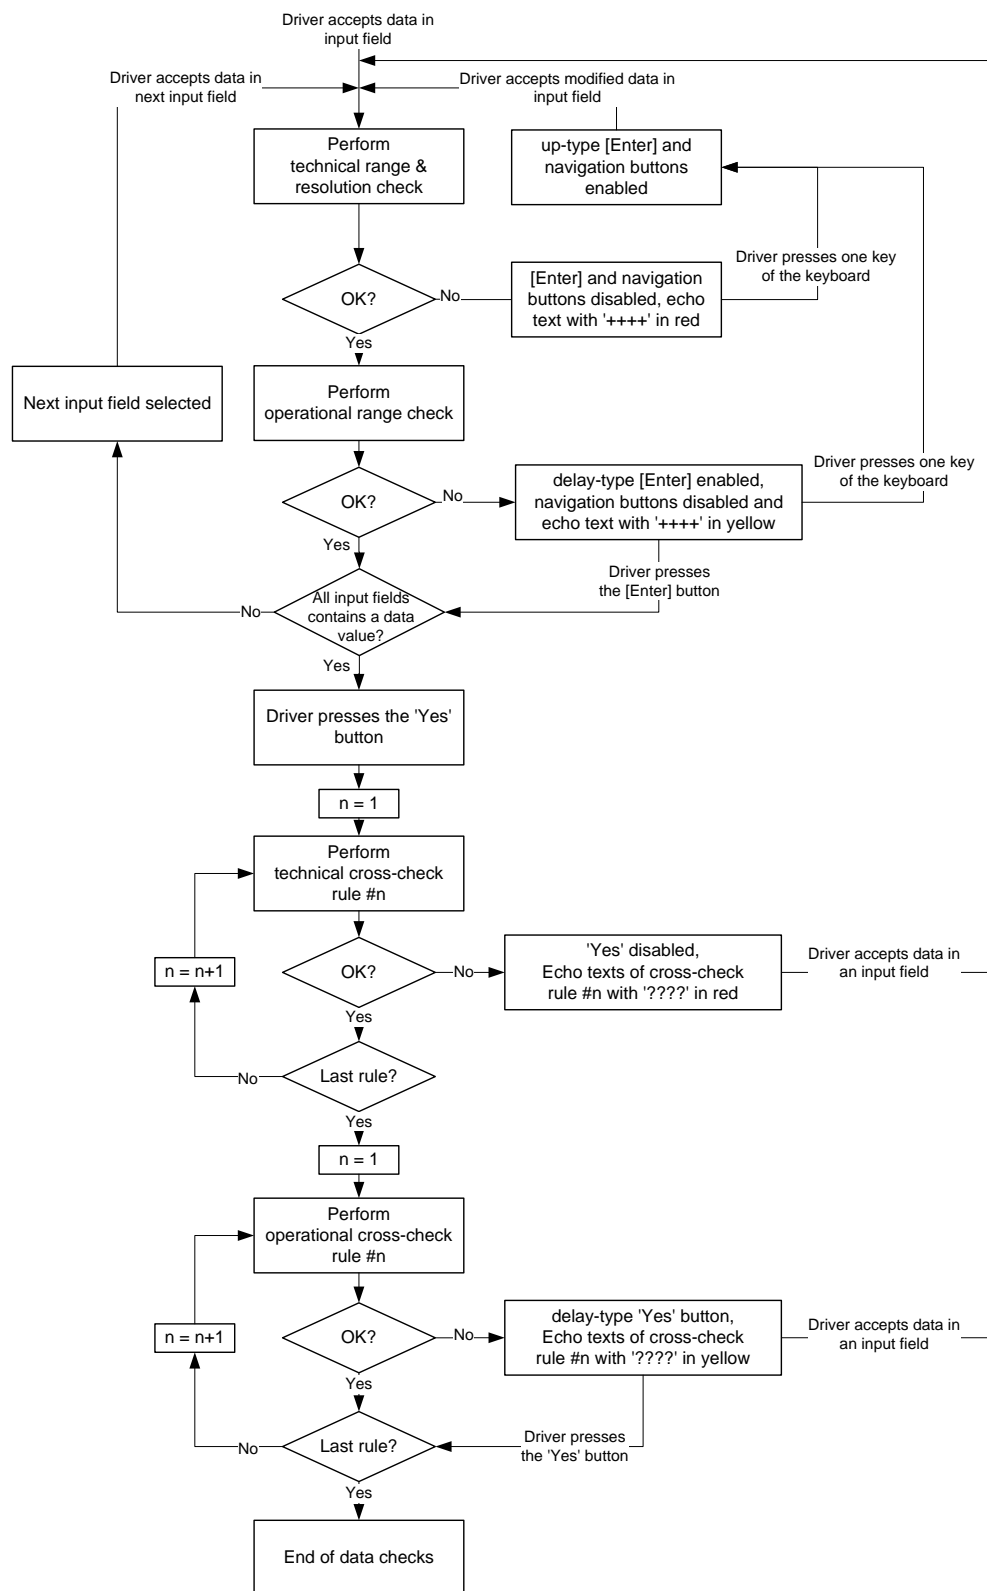 Driver accepts data in
input field
Driver accepts data in
next input field
Driver accepts modified data in
input field
Perform
technical range &
resolution check
up-type [Enter] and
navigation buttons
enabled
Driver presses one key
of the keyboard
OK?
No
[Enter] and navigation
buttons disabled, echo
text with '++++' in red
Yes
Next input field selected
Perform
operational range check
Driver presses one key
of the keyboard
OK?
No
delay-type [Enter] enabled,
navigation buttons disabled and
echo text with '++++' in yellow
Yes
Driver presses
the [Enter] button
No
All input fields
contains a data
value?
Yes
Driver presses the 'Yes'
button
n = 1
Perform
technical cross-check
rule #n
n = n+1
OK?
No
'Yes' disabled,
Echo texts of cross-check
rule #n with '????' in red
Driver accepts data in
an input field
Yes
No
Last rule?
Yes
n = 1
Perform
operational cross-check
rule #n
n = n+1
OK?
No
delay-type 'Yes' button,
Echo texts of cross-check
rule #n with '????' in yellow
Driver accepts data in
an input field
Yes
No
Last rule?
Driver presses
the 'Yes' button
Yes
End of data checks